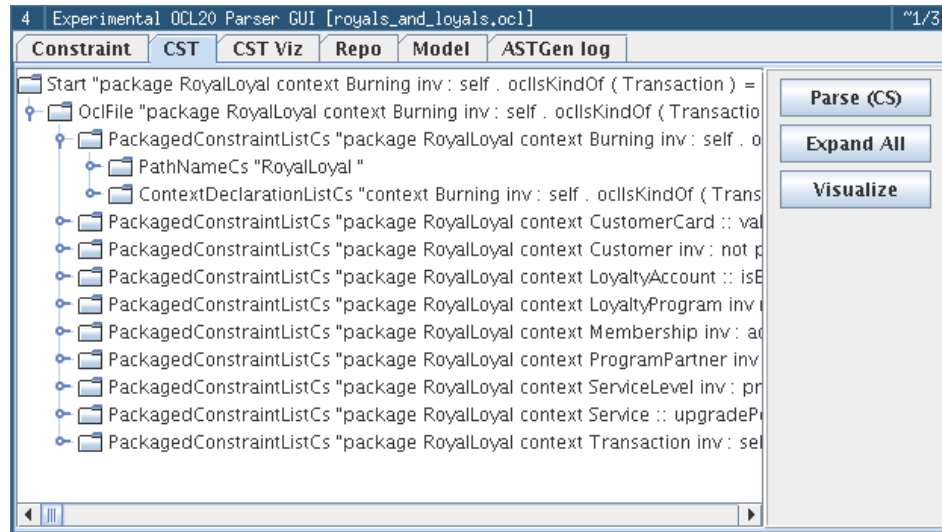 4 Experimental OCL20 Parser GUI [royals_and_loyals.ocl] ~1/3
Constraint CST CST Viz Repo Model ASTGen log
Start "package RoyalLoyal context Burning inv : self . oclIsKindOf ( Transaction ) =
OclFile "package RoyalLoyal context Burning inv : self . oclIsKindOf ( Transactio
PackagedConstraintListCs "package RoyalLoyal context Burning inv : self . o
PathNameCs "RoyalLoyal "
ContextDeclarationListCs "context Burning inv : self . oclIsKindOf ( Trans
PackagedConstraintListCs "package RoyalLoyal context CustomerCard :: val
PackagedConstraintListCs "package RoyalLoyal context Customer inv : not p
PackagedConstraintListCs "package RoyalLoyal context LoyaltyAccount :: isE
PackagedConstraintListCs "package RoyalLoyal context LoyaltyProgram inv
PackagedConstraintListCs "package RoyalLoyal context Membership inv : ac
PackagedConstraintListCs "package RoyalLoyal context ProgramPartner inv
PackagedConstraintListCs "package RoyalLoyal context ServiceLevel inv : pr
PackagedConstraintListCs "package RoyalLoyal context Service :: upgradeP
PackagedConstraintListCs "package RoyalLoyal context Transaction inv : sel
Parse (CS)
Expand All
Visualize